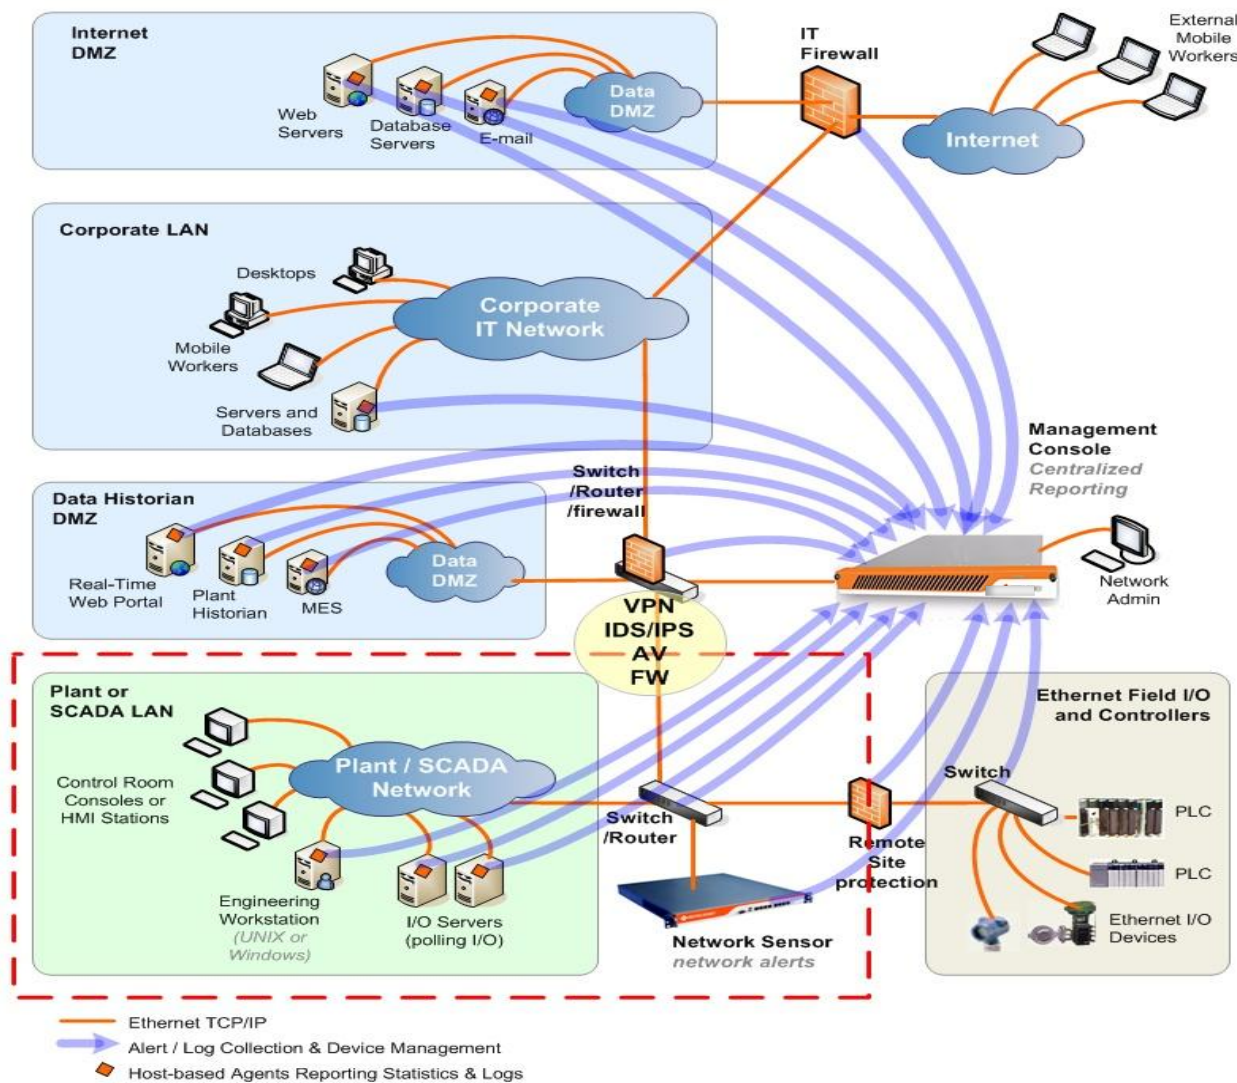 Internet
DMZ
Web
Servers
Database
Servers
E-mail
Data
DMZ
IT
Firewall
Internet
External
Mobile
Workers
Corporate LAN
Desktops
Mobile
Workers
Servers and
Databases
Corporate
IT Network
Switch
/Router
/firewall
Management
Console
Centralized
Reporting
Network
Admin
Data Historian
DMZ
Real-Time
Web Portal
Plant
Historian
MES
Data
DMZ
VPN
IDS/IPS
AV
FW
Plant or
SCADA LAN
Control Room
Consoles or
HMI Stations
Plant / SCADA
Network
Engineering
Workstation
(UNIX or
Windows)
I/O Servers
(polling I/O)
Switch
/Router
Remote
Site
protection
Network Sensor
network alerts
Ethernet Field I/O
and Controllers
Switch
PLC
PLC
Ethernet I/O
Devices
Ethernet TCP/IP
Alert / Log Collection & Device Management
Host-based Agents Reporting Statistics & Logs